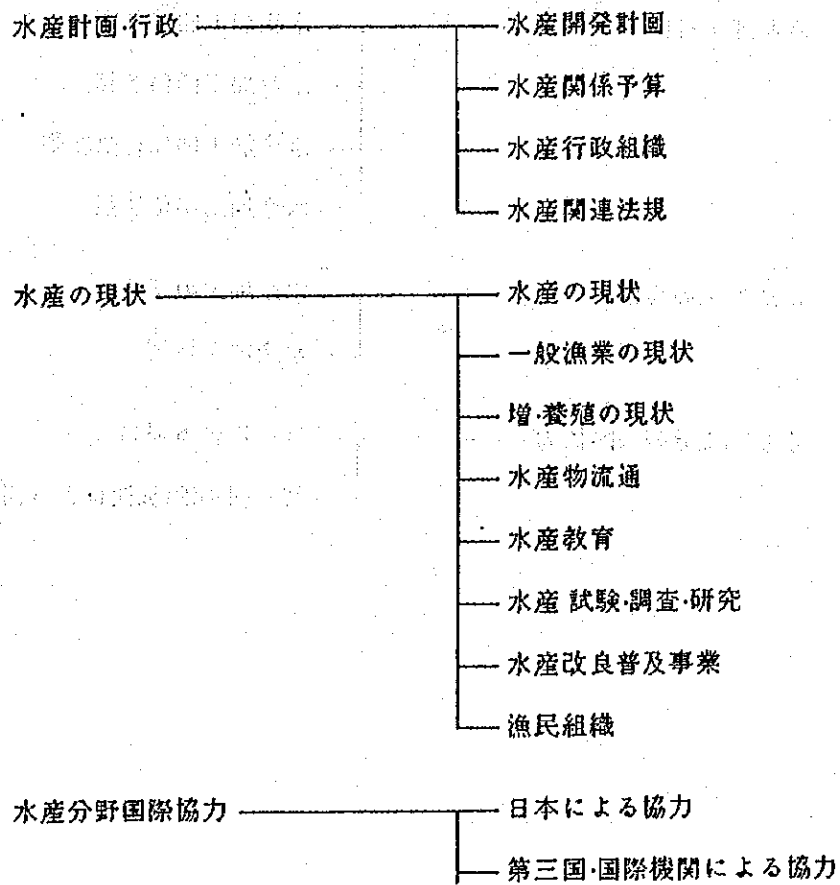 水産計画·行政
水産開発計画
水産関係予算
水産行政組織
水産関連法規
水産の現状
水産の現状
一般漁業の現状
増·養殖の現状
水産物流通
水産教育
水産 試験·調査·研究
水産改良普及事業
漁民組織
水産分野国際協力
日本による協力
第三国·国際機関による協力